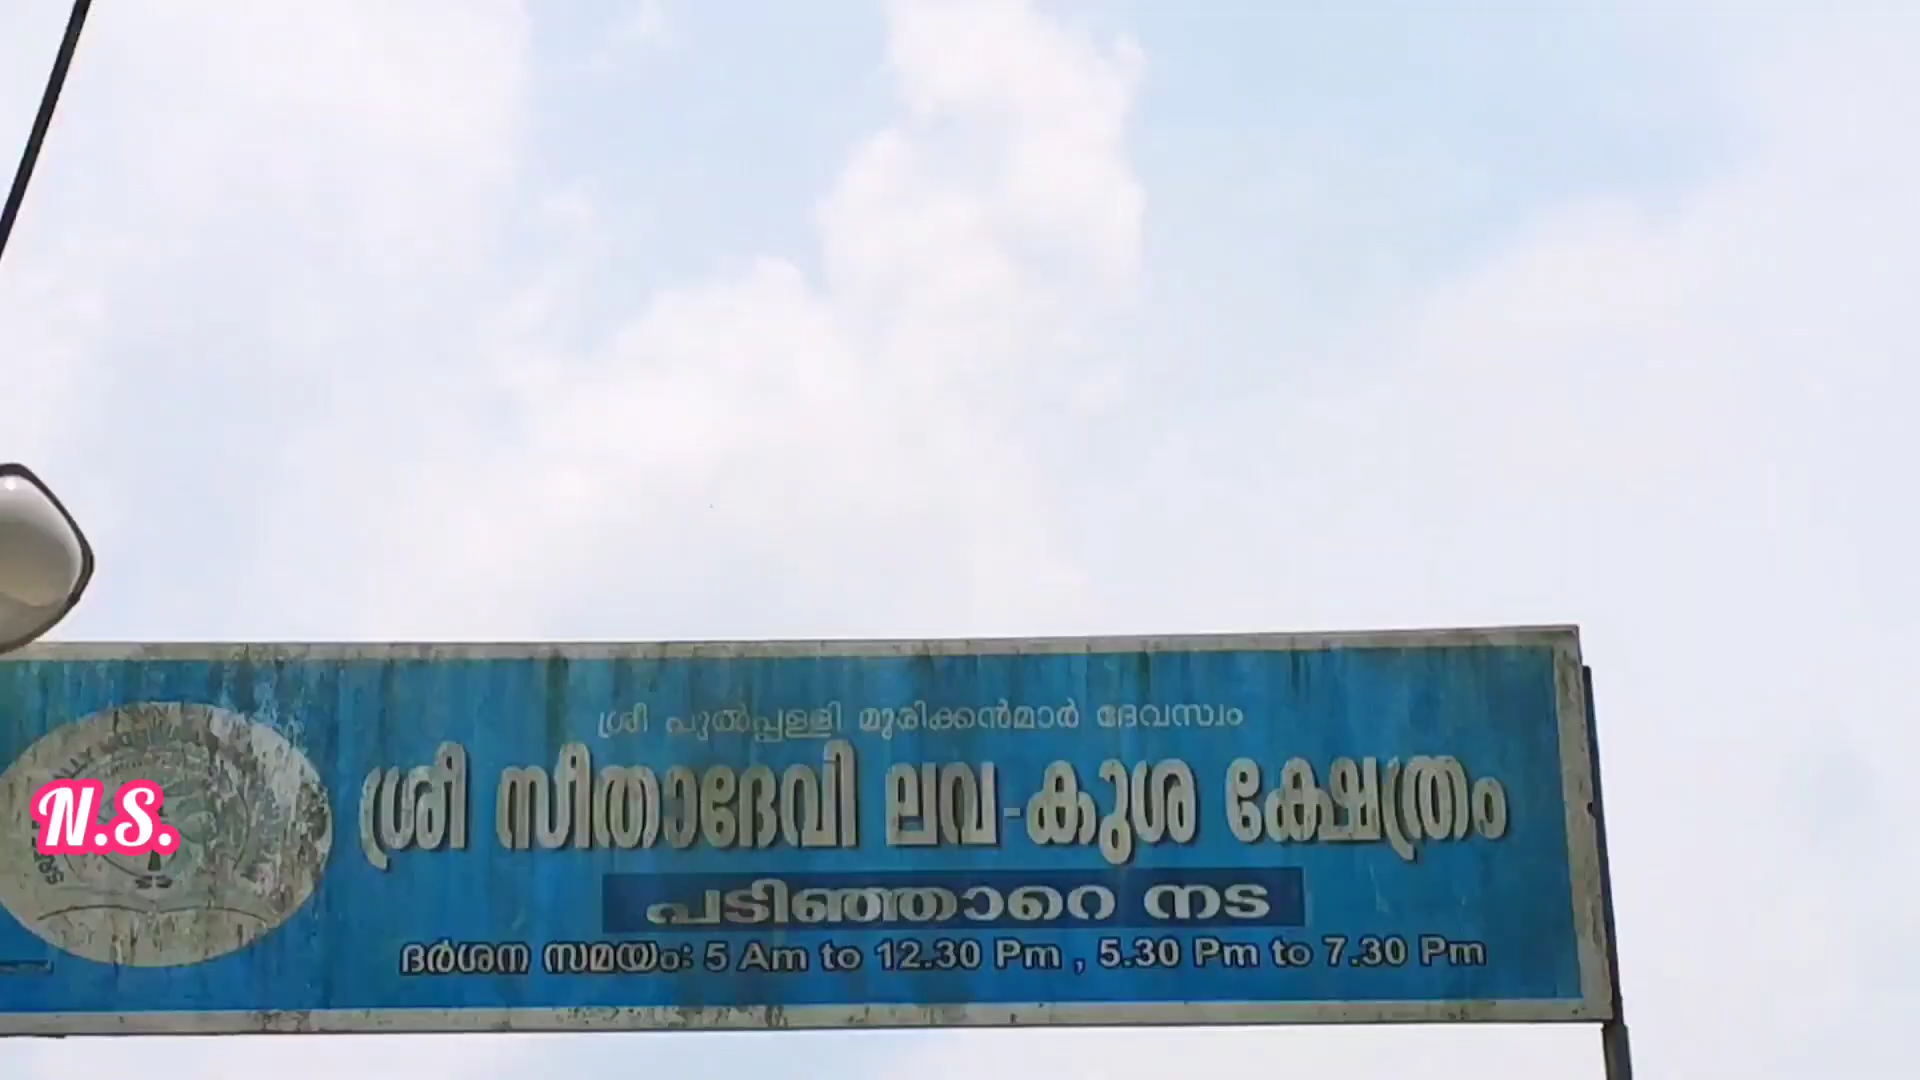 ശ്രീ പുൽപ്പള്ളി മുരിക്കൻമാർ ദേവസ്വം
ശ്രീ സീതാദേവി ലവ-കുശ ക്ഷേത്രം
പടിഞ്ഞാറെ നട
ദർശന സമയം: 5 Am to 12.30 Pm , 5.30 Pm to 7.30 Pm
N.S.